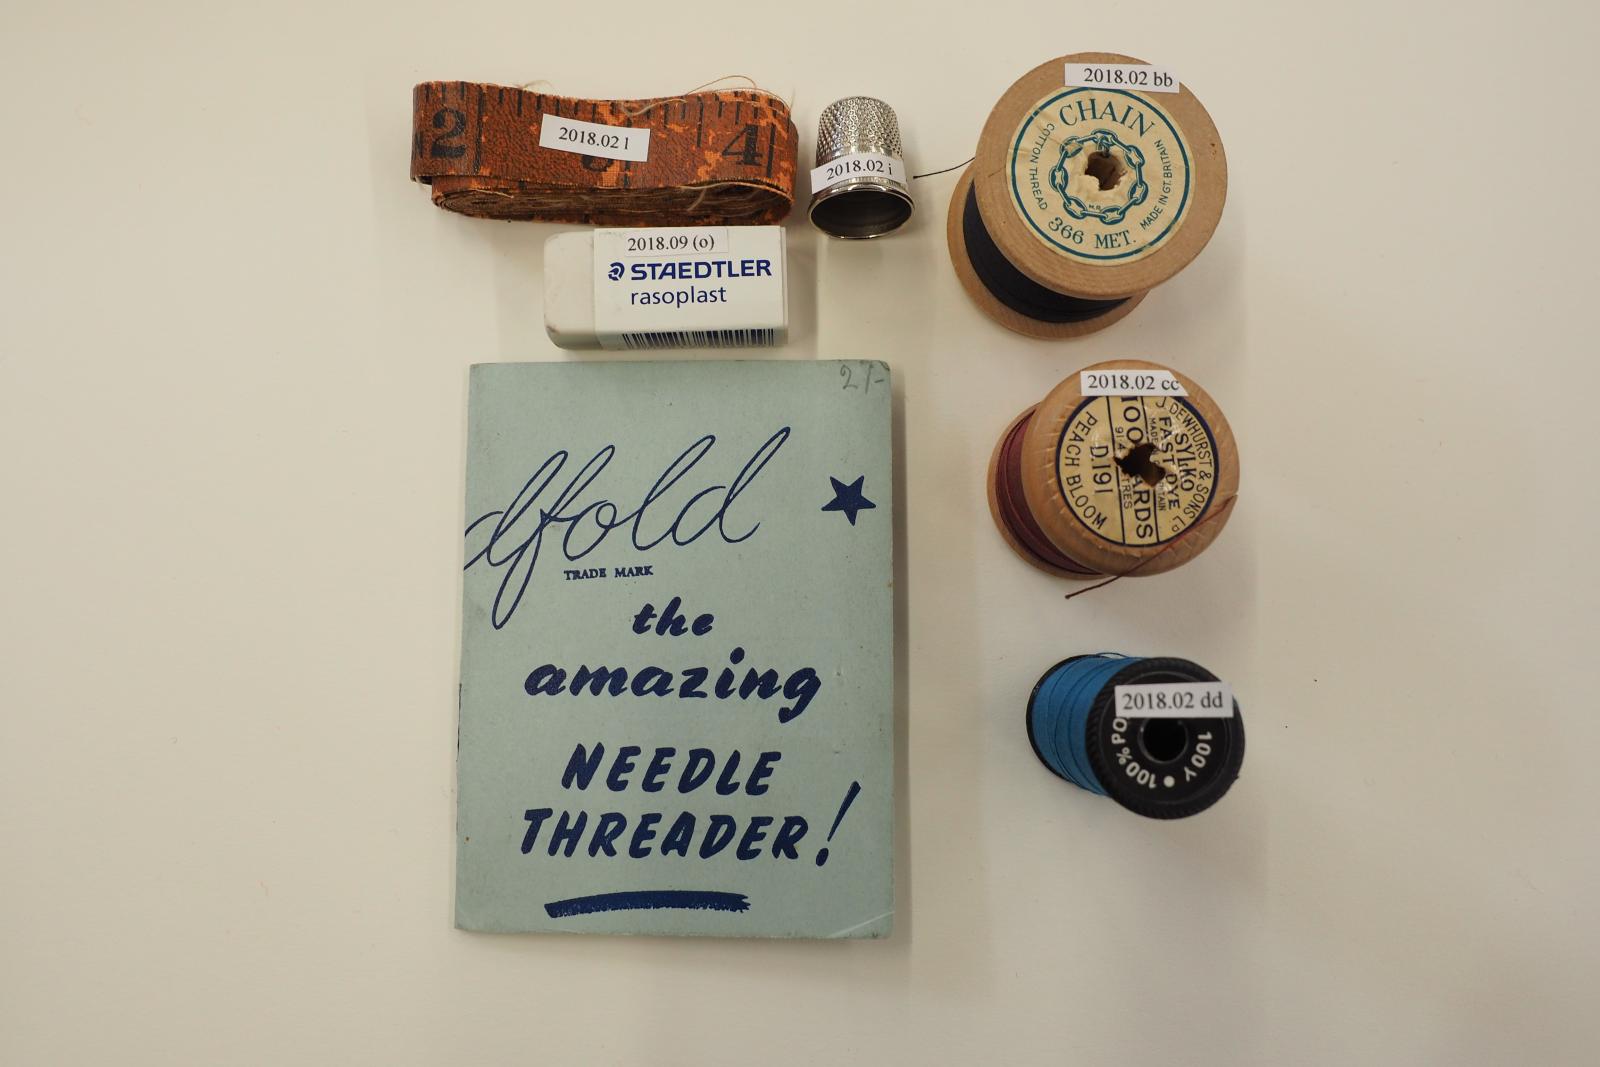 2 4
2018.02 l
2018.02 i
2018.02 bb
CHAIN
COTTON THREAD
MADE IN GT. BRITAIN
M.R.
366 MET.
2018.09 (o)
STAEDTLER
rasoplast
2/-
dfold
TRADE MARK
the
amazing
NEEDLE
THREADER!
2018.02 cc
J. DEWHURST & SONS LD
SYLKO
FAST DYE
100 YARDS
D.191
PEACH BLOOM
2018.02 dd
100Y • 100% PO